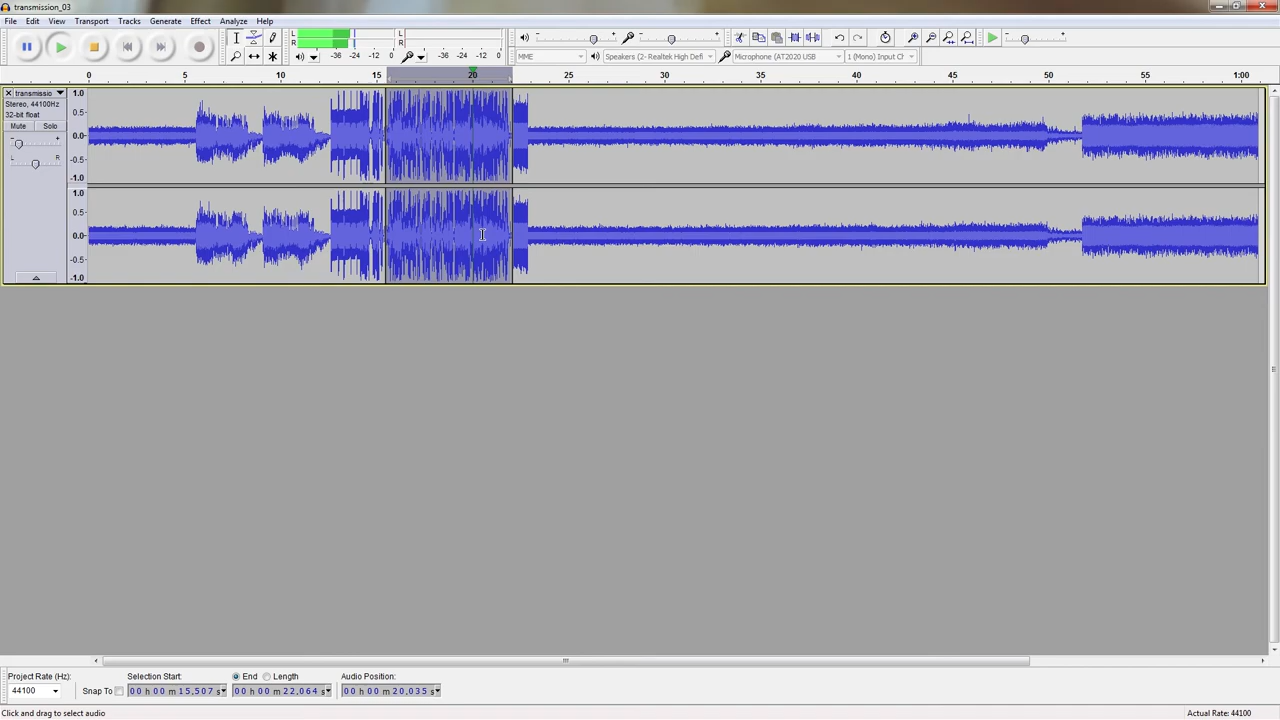 transmission_03
File Edit View Transport Tracks Generate Effect Analyze Help
L
R
-36 -24 -12 0
L
R
-36 -24 -12 0
MME
Speakers (2- Realtek High Defi
Microphone (AT2020 USB
1 (Mono) Input Ch
0 5 10 15 20 25 30 35 40 45 50 55 1:00
transmissio
Stereo, 44100Hz
32-bit float
Mute Solo
- +
L R
1.0
0.5
0.0
-0.5
-1.0
1.0
0.5
0.0
-0.5
-1.0
Project Rate (Hz):
44100
Snap To
Selection Start:
End Length
Audio Position:
00 h 00 m 15,507 s
00 h 00 m 22,064 s
00 h 00 m 20,035 s
Click and drag to select audio
Actual Rate: 44100